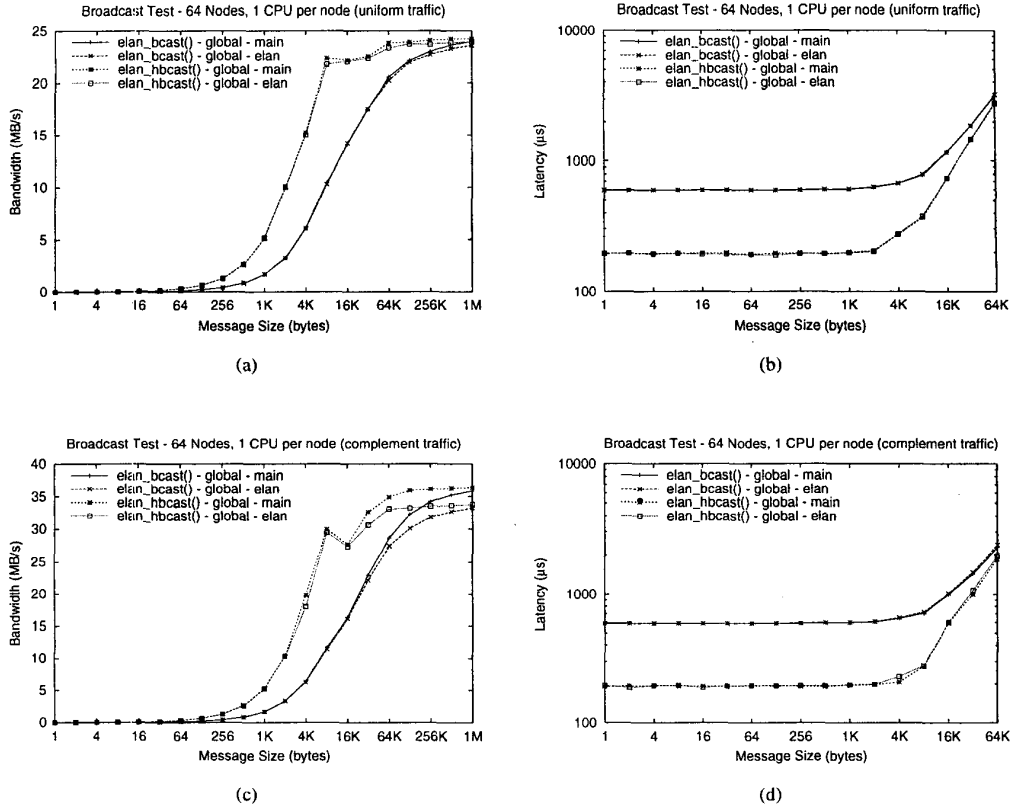 Broadcast Test - 64 Nodes, 1 CPU per node (uniform traffic)
elan_bcast() - global - main
elan_bcast() - global - elan
elan_hbcast() - global - main
elan_hbcast() - global - elan
Bandwidth (MB/s)
25
20
15
10
5
0
1 4 16 64 256 1K 4K 16K 64K 256K 1M
Message Size (bytes)
(a)
Broadcast Test - 64 Nodes, 1 CPU per node (uniform traffic)
elan_bcast() - global - main
elan_bcast() - global - elan
elan_hbcast() - global - main
elan_hbcast() - global - elan
Latency (µs)
10000
1000
100
1 4 16 64 256 1K 4K 16K 64K
Message Size (bytes)
(b)
Broadcast Test - 64 Nodes, 1 CPU per node (complement traffic)
elan_bcast() - global - main
elan_bcast() - global - elan
elan_hbcast() - global - main
elan_hbcast() - global - elan
Bandwidth (MB/s)
40
35
30
25
20
15
10
5
0
1 4 16 64 256 1K 4K 16K 64K 256K 1M
Message Size (bytes)
(c)
Broadcast Test - 64 Nodes, 1 CPU per node (complement traffic)
elan_bcast() - global - main
elan_bcast() - global - elan
elan_hbcast() - global - main
elan_hbcast() - global - elan
Latency (µs)
10000
1000
100
1 4 16 64 256 1K 4K 16K 64K
Message Size (bytes)
(d)